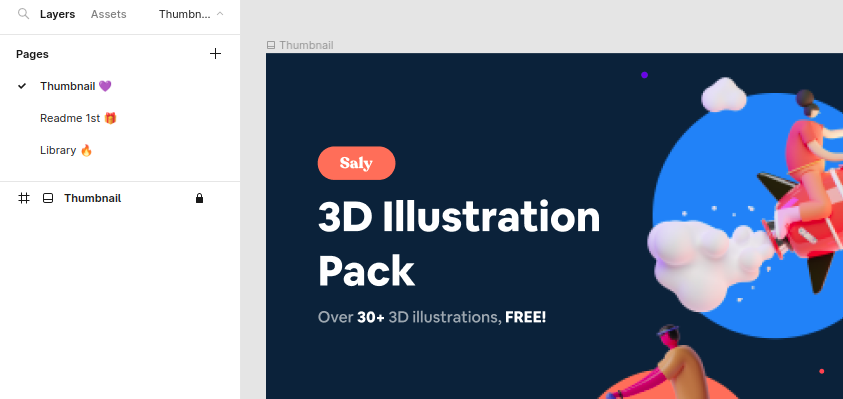 Layers Assets Thumbn...
Pages
Thumbnail 💜
Readme 1st 🎁
Library 🔥
Thumbnail
Thumbnail
Saly
3D Illustration
Pack
Over 30+ 3D illustrations, FREE!